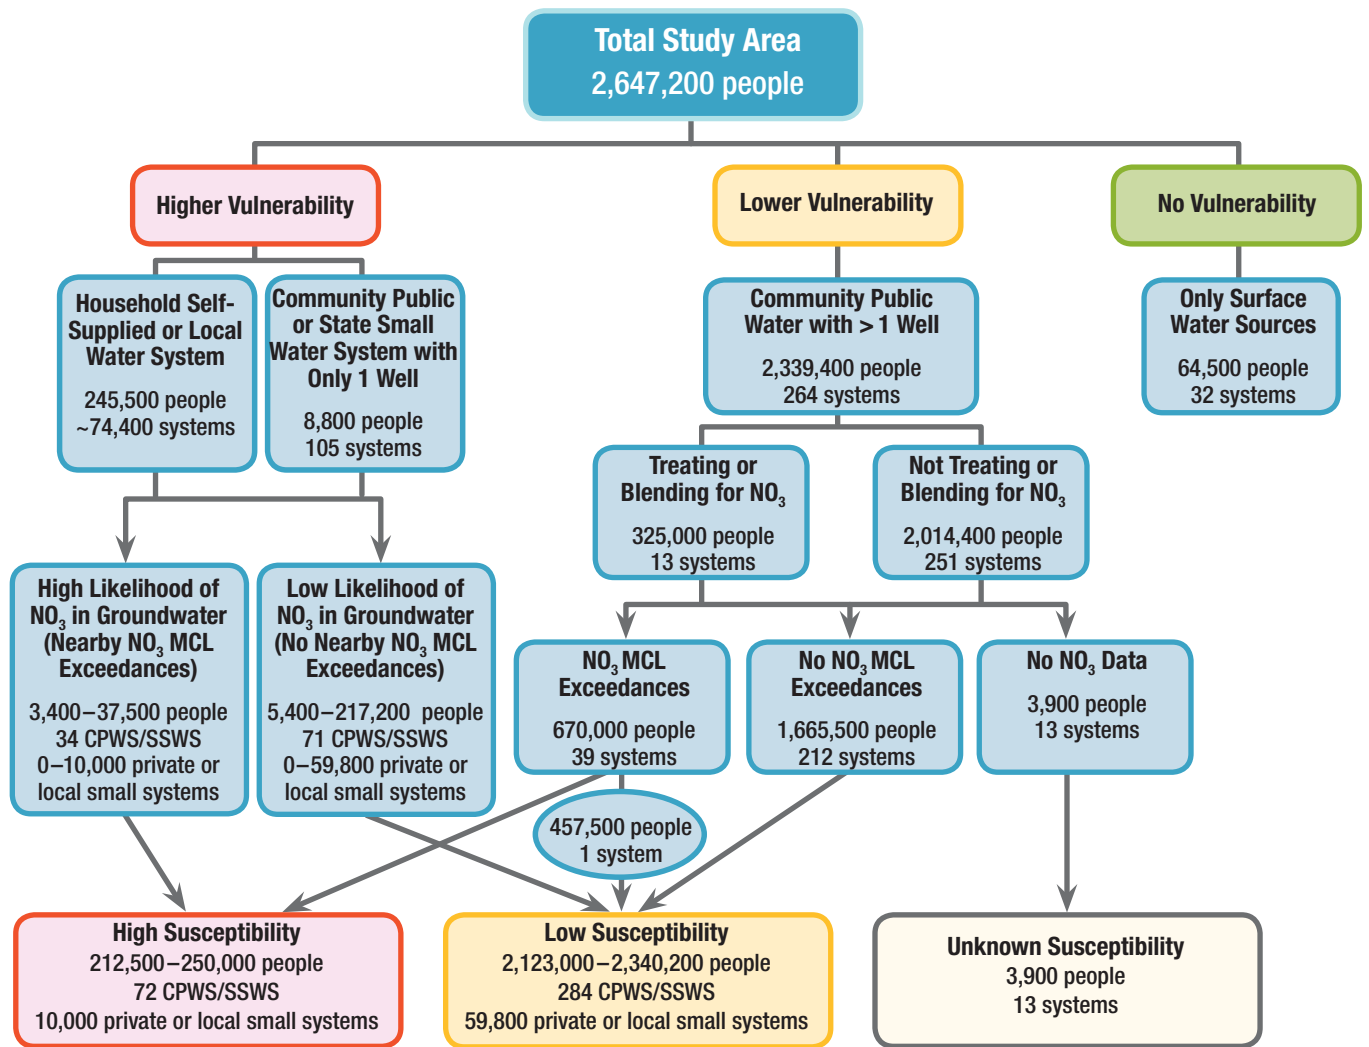 Total Study Area
2,647,200 people
Higher Vulnerability
Lower Vulnerability
No Vulnerability
Household Self-
Supplied or Local
Water System
245,500 people
~74,400 systems
Community Public
or State Small
Water System with
Only 1 Well
8,800 people
105 systems
Community Public
Water with > 1 Well
2,339,400 people
264 systems
Only Surface
Water Sources
64,500 people
32 systems
Treating or
Blending for NO₃
325,000 people
13 systems
Not Treating or
Blending for NO₃
2,014,400 people
251 systems
High Likelihood of
NO₃ in Groundwater
(Nearby NO₃ MCL
Exceedances)
3,400–37,500 people
34 CPWS/SSWS
0–10,000 private or
local small systems
Low Likelihood of
NO₃ in Groundwater
(No Nearby NO₃ MCL
Exceedances)
5,400–217,200 people
71 CPWS/SSWS
0–59,800 private or
local small systems
NO₃ MCL
Exceedances
670,000 people
39 systems
No NO₃ MCL
Exceedances
1,665,500 people
212 systems
No NO₃ Data
3,900 people
13 systems
457,500 people
1 system
High Susceptibility
212,500–250,000 people
72 CPWS/SSWS
10,000 private or local small systems
Low Susceptibility
2,123,000–2,340,200 people
284 CPWS/SSWS
59,800 private or local small systems
Unknown Susceptibility
3,900 people
13 systems